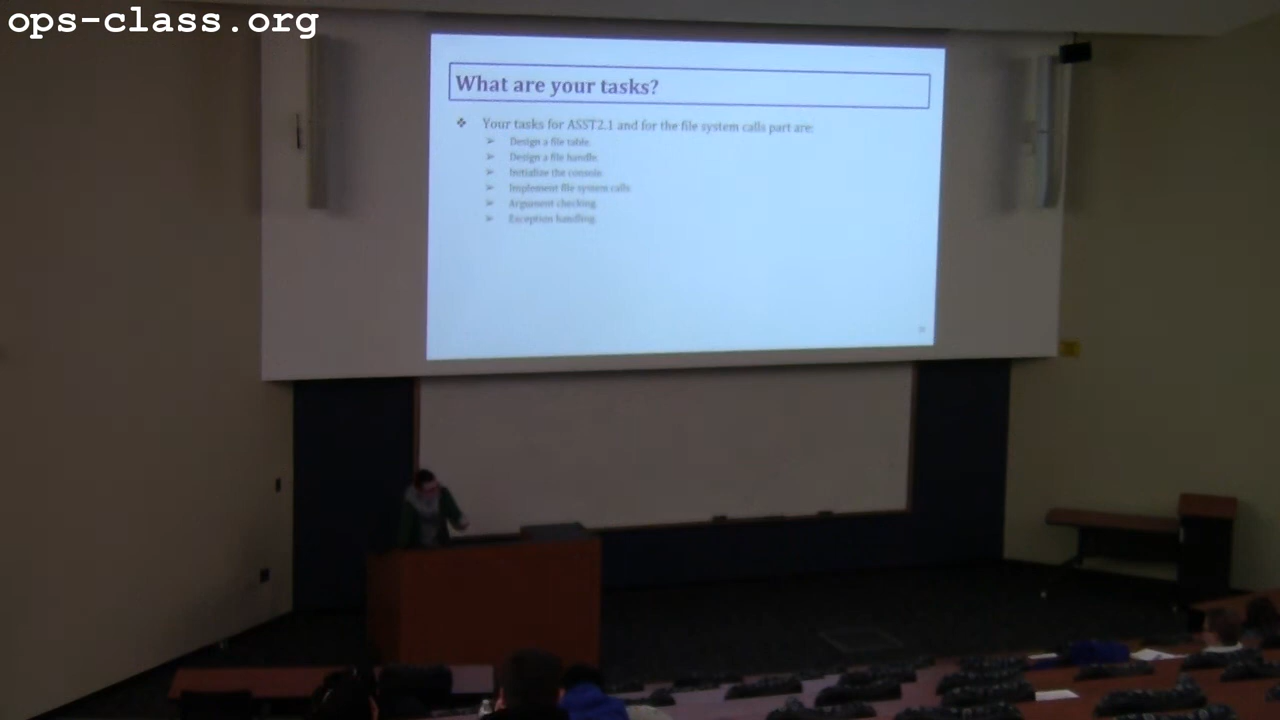 ops-class.org
What are your tasks?
❖ Your tasks for ASST2.1 and for the file system calls part are:
➢ Design a file table.
➢ Design a file handle.
➢ Initialize the console.
➢ Implement file system calls.
➢ Argument checking.
➢ Exception handling.